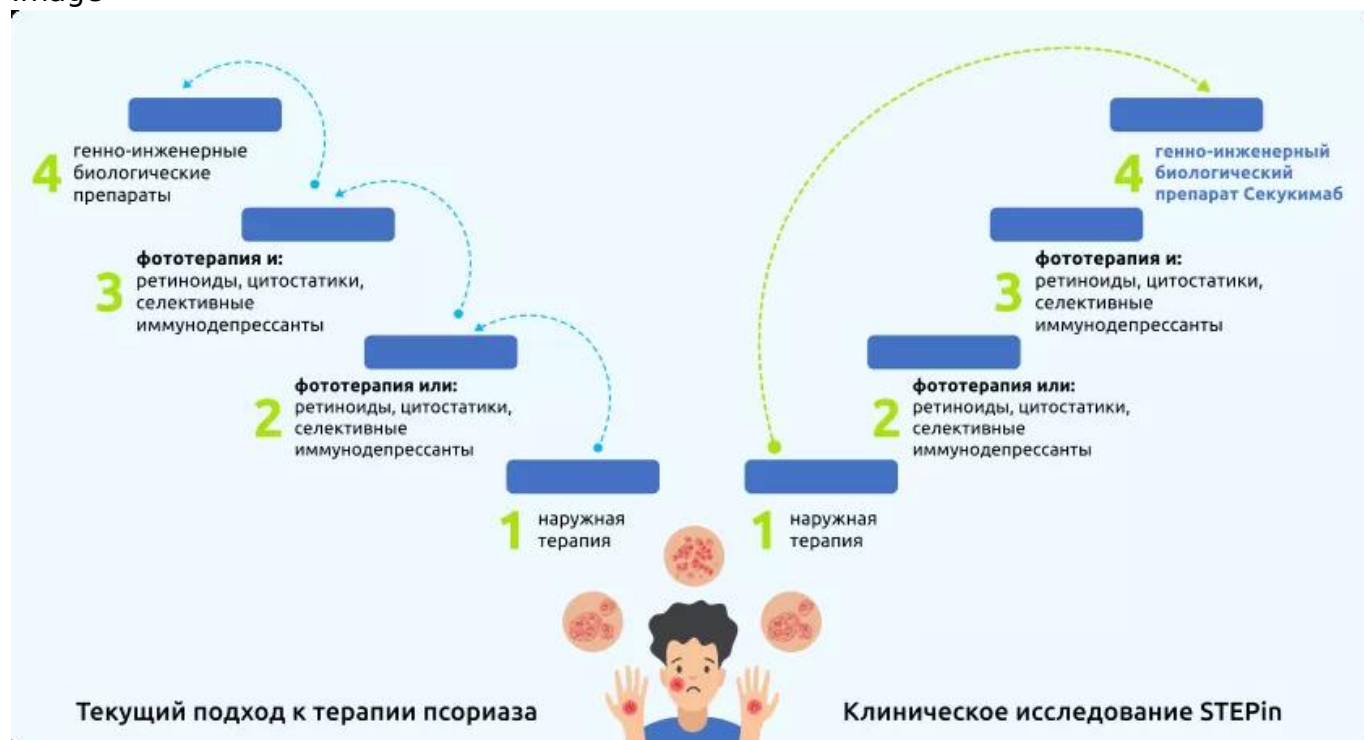 4
генно-инженерные
биологические
препараты
3
фототерапия и:
ретиноиды, цитостатики,
селективные
иммунодепрессанты
2
фототерапия или:
ретиноиды, цитостатики,
селективные
иммунодепрессанты
1
наружная
терапия
Текущий подход к терапии псориаза
4
генно-инженерный
биологический
препарат Секукимаб
3
фототерапия и:
ретиноиды, цитостатики,
селективные
иммунодепрессанты
2
фототерапия или:
ретиноиды, цитостатики,
селективные
иммунодепрессанты
1
наружная
терапия
Клиническое исследование STEPin